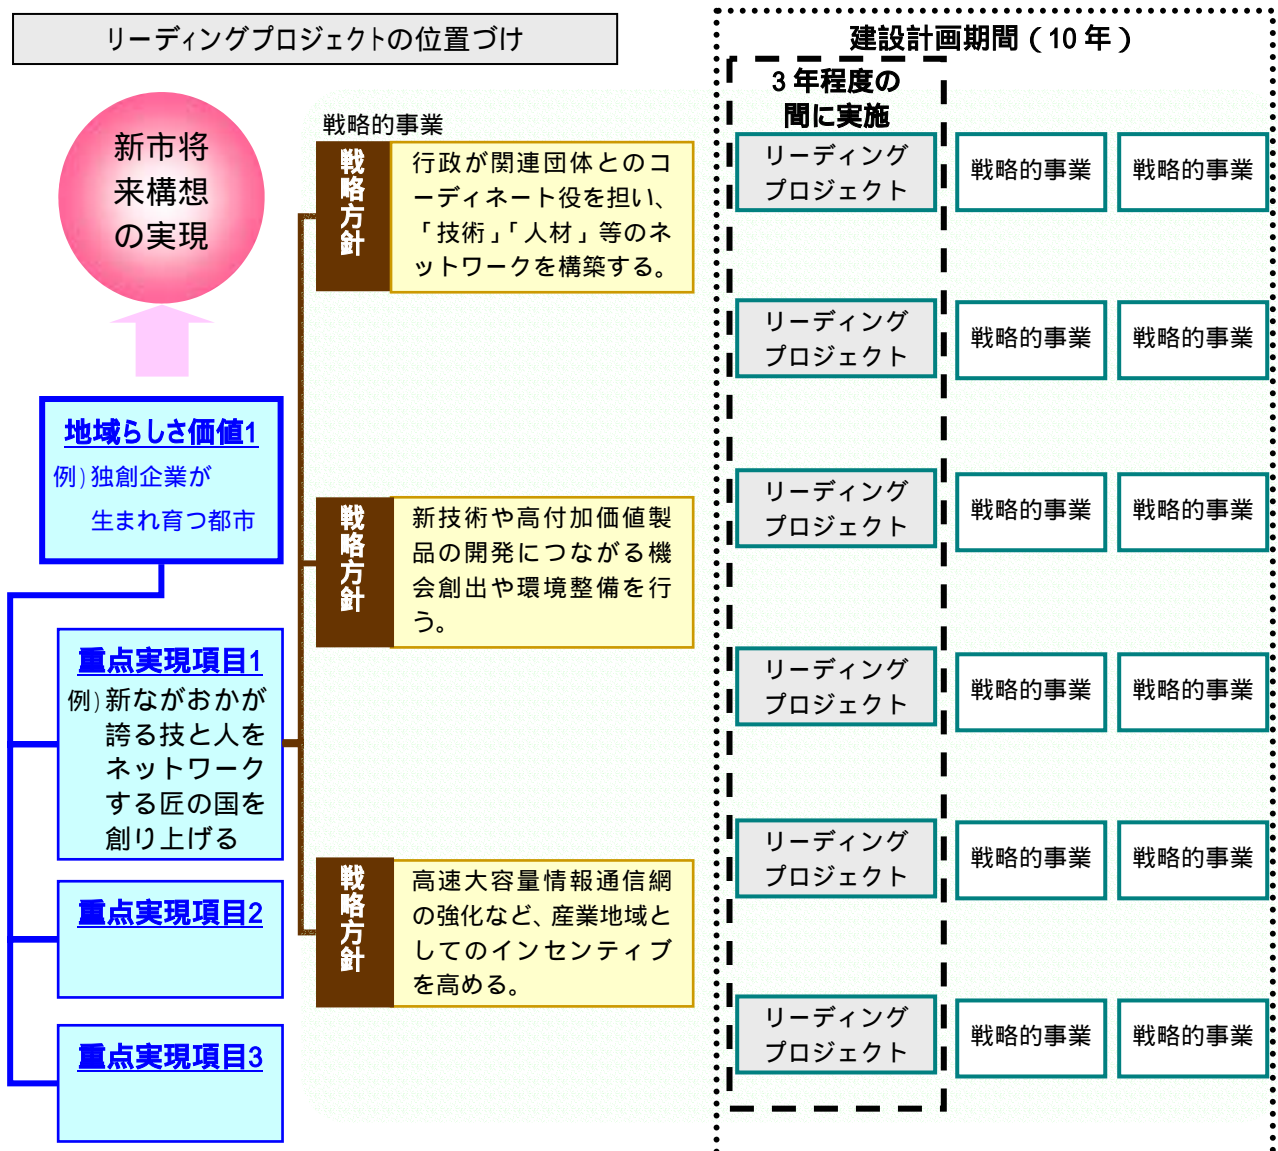 リーディングプロジェクトの位置づけ
建設計画期間（10年）
3年程度の
間に実施
新市将
来構想
の実現
地域らしさ価値1
例）独創企業が
生まれ育つ都市
重点実現項目1
例）新ながおかが
誇る技と人を
ネットワーク
する匠の国を
創り上げる
重点実現項目2
重点実現項目3
戦略的事業
戦略方針
行政が関連団体とのコ
ーディネート役を担い、
「技術」「人材」等のネ
ットワークを構築する。
戦略方針
新技術や高付加価値製
品の開発につながる機
会創出や環境整備を行
う。
戦略方針
高速大容量情報通信網
の強化など、産業地域と
してのインセンティブ
を高める。
リーディング
プロジェクト
戦略的事業
戦略的事業
リーディング
プロジェクト
戦略的事業
戦略的事業
リーディング
プロジェクト
戦略的事業
戦略的事業
リーディング
プロジェクト
戦略的事業
戦略的事業
リーディング
プロジェクト
戦略的事業
戦略的事業
リーディング
プロジェクト
戦略的事業
戦略的事業